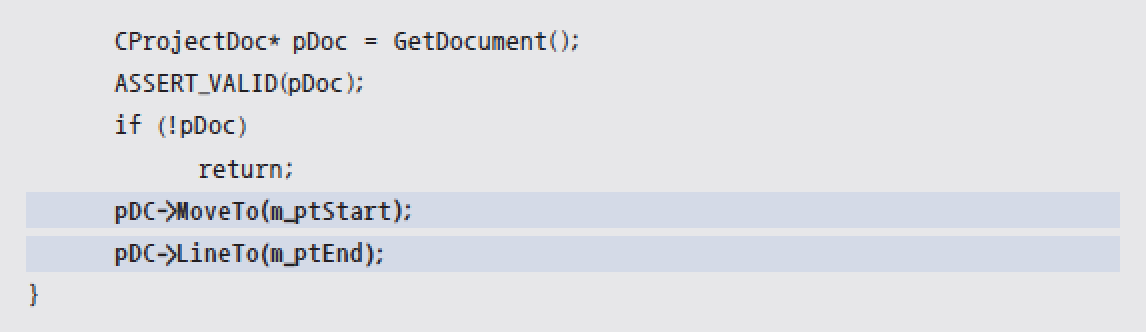 CProjectDoc* pDoc = GetDocument();
ASSERT_VALID(pDoc);
if (!pDoc)
return;
pDC->MoveTo(m_ptStart);
pDC->LineTo(m_ptEnd);
}